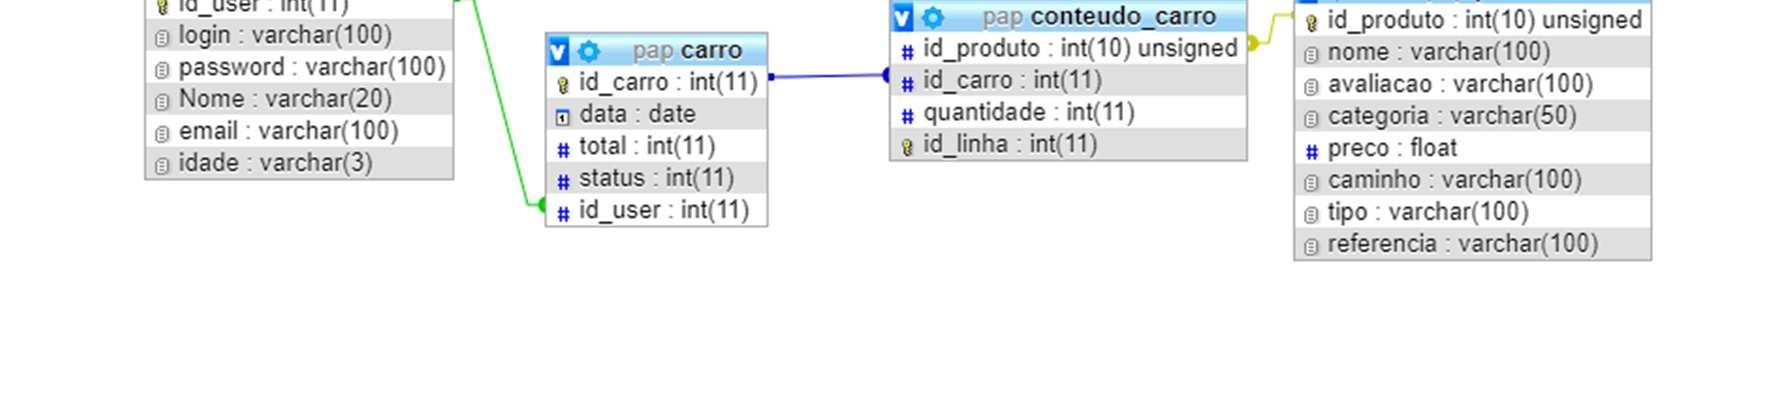 id_user : int(11)
login : varchar(100)
password : varchar(100)
Nome : varchar(20)
email : varchar(100)
idade : varchar(3)
pap carro
id_carro : int(11)
data : date
total : int(11)
status : int(11)
id_user : int(11)
pap conteudo_carro
id_produto : int(10) unsigned
id_carro : int(11)
quantidade : int(11)
id_linha : int(11)
id_produto : int(10) unsigned
nome : varchar(100)
avaliacao : varchar(100)
categoria : varchar(50)
preco : float
caminho : varchar(100)
tipo : varchar(100)
referencia : varchar(100)